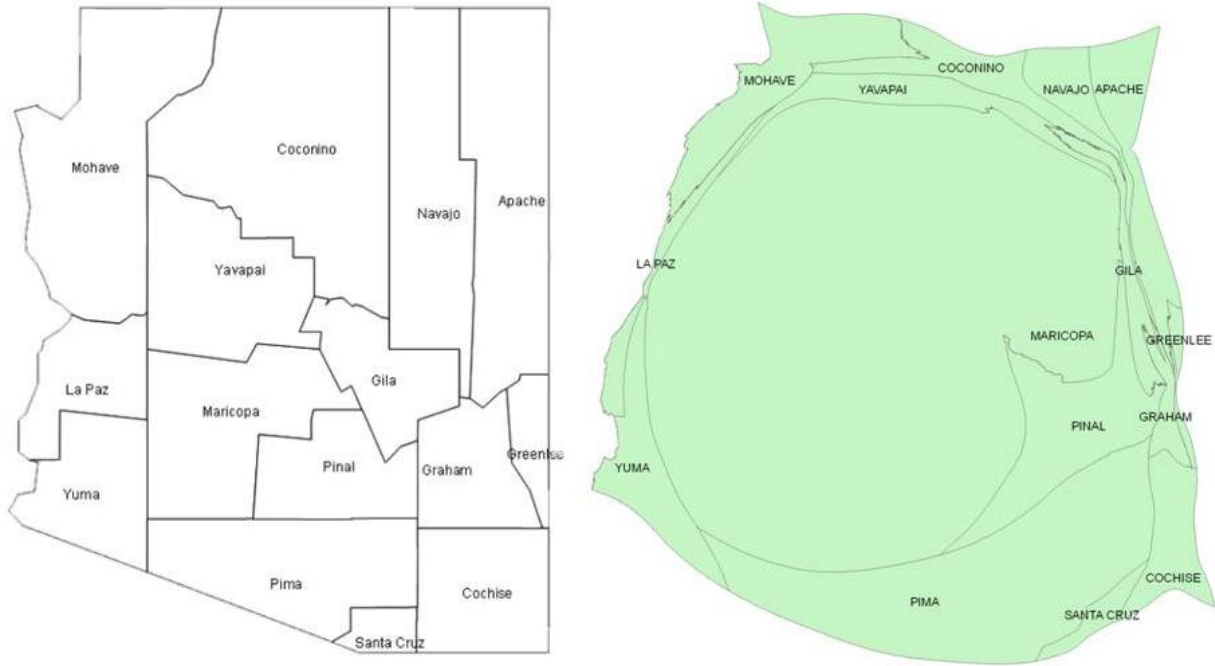 Mohave
Coconino
Navajo
Apache
Yavapai
La Paz
Maricopa
Gila
Yuma
Pinal
Graham
Greenlee
Pima
Cochise
Santa Cruz
MOHAVE
COCONINO
YAVAPAI
NAVAJO
APACHE
LA PAZ
GILA
MARICOPA
GREENLEE
PINAL
GRAHAM
YUMA
PIMA
COCHISE
SANTA CRUZ